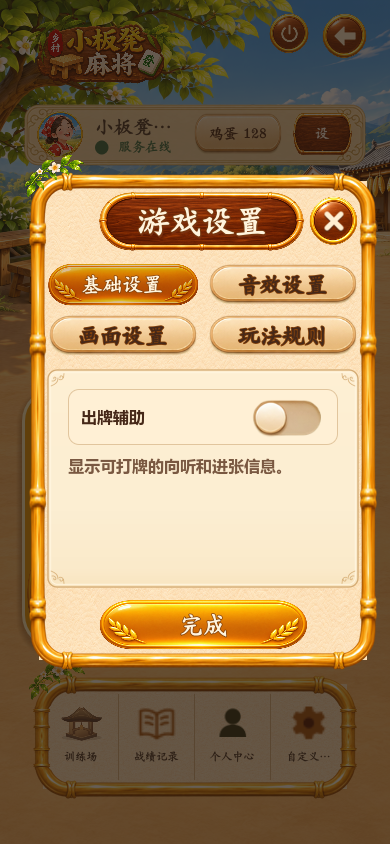 乡村
小板凳
麻将
發
小板凳…
服务在线
鸡蛋 128
设
游戏设置
基础设置
音效设置
画面设置
玩法规则
出牌辅助
显示可打牌的向听和进张信息。
完成
训练场
战绩记录
个人中心
自定义…